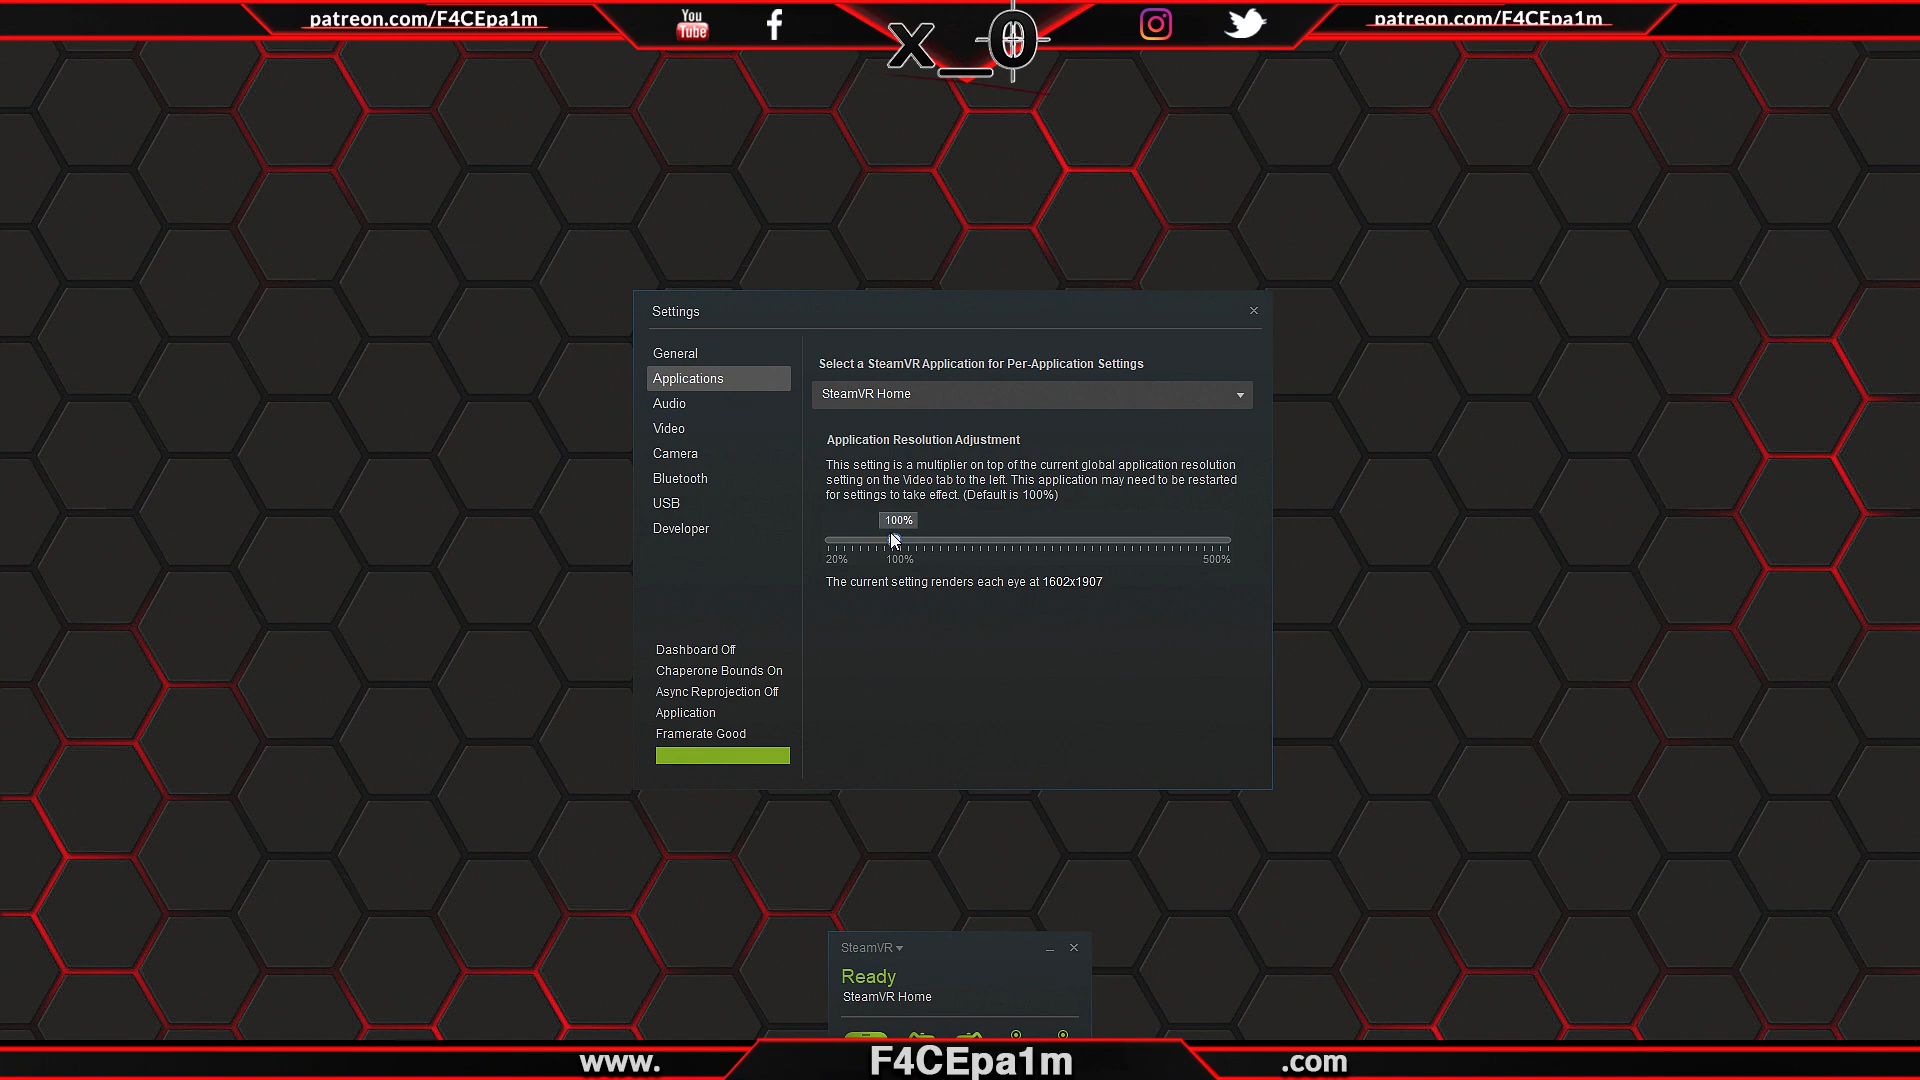 patreon.com/F4CEpa1m
You
Tube
X_0
patreon.com/F4CEpa1m
Settings
General
Applications
Audio
Video
Camera
Bluetooth
USB
Developer
Dashboard Off
Chaperone Bounds On
Async Reprojection Off
Application
Framerate Good
Select a SteamVR Application for Per-Application Settings
SteamVR Home
Application Resolution Adjustment
This setting is a multiplier on top of the current global application resolution
setting on the Video tab to the left. This application may need to be restarted
for settings to take effect. (Default is 100%)
100%
20% 100% 500%
The current setting renders each eye at 1602x1907
SteamVR
Ready
SteamVR Home
www. F4CEpa1m .com